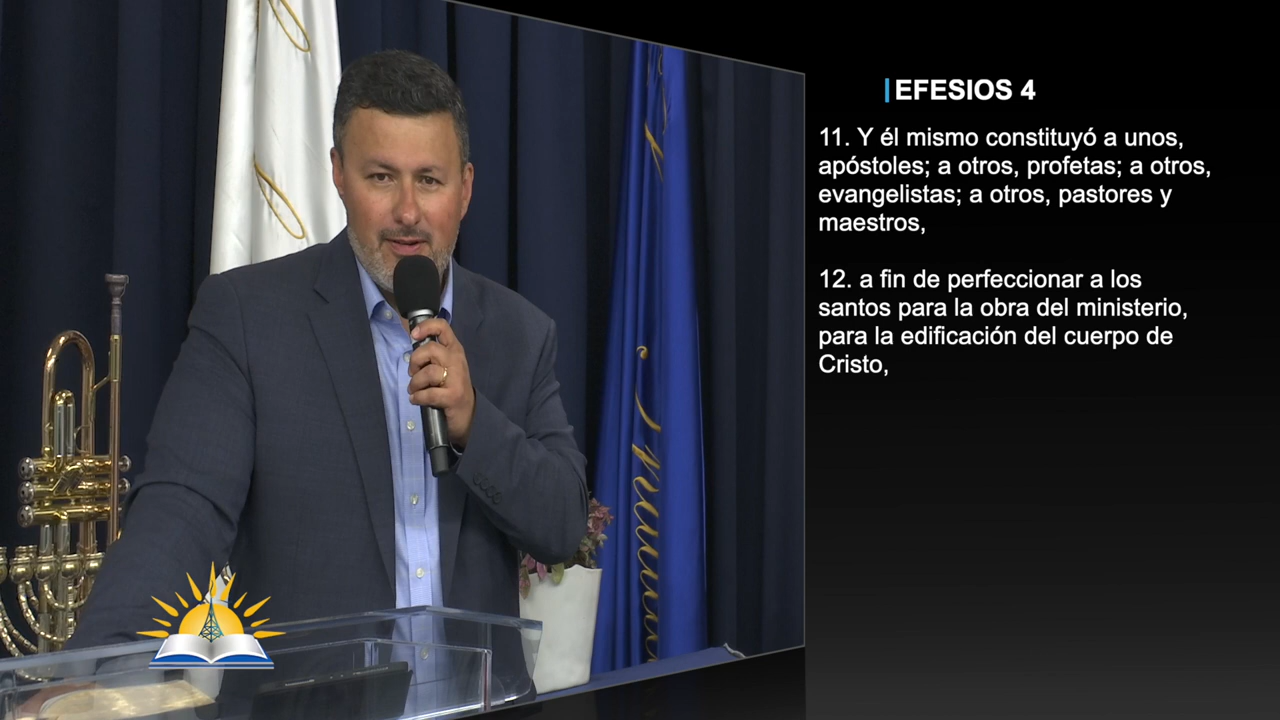 EFESIOS 4
11. Y él mismo constituyó a unos,
apóstoles; a otros, profetas; a otros,
evangelistas; a otros, pastores y
maestros,
12. a fin de perfeccionar a los
santos para la obra del ministerio,
para la edificación del cuerpo de
Cristo,